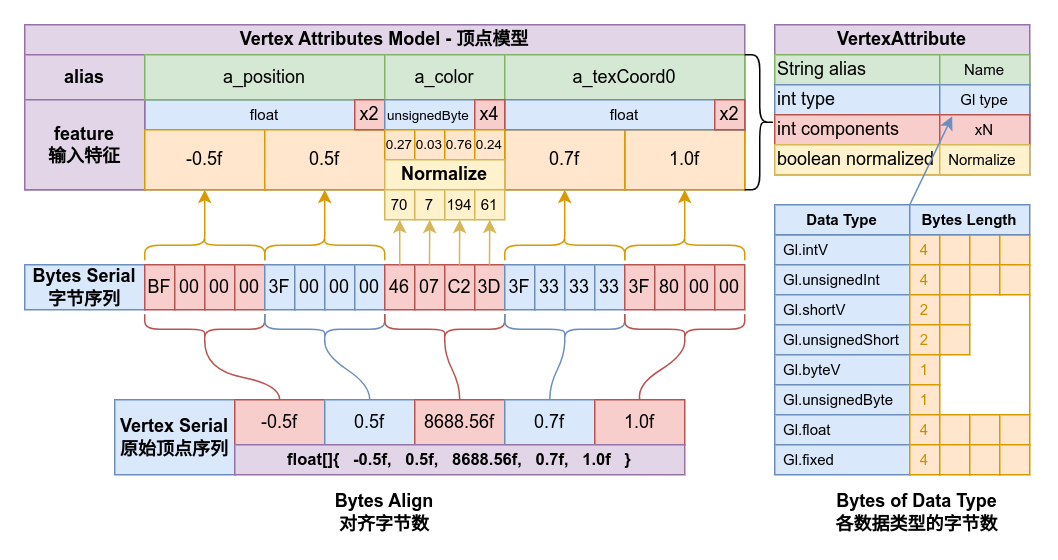 Vertex Attributes Model - 顶点模型
alias a_position a_color a_texCoord0
feature
输入特征
float x2 unsignedByte x4 float x2
-0.5f 0.5f 0.27 0.03 0.76 0.24 0.7f 1.0f
Normalize
70 7 194 61
Bytes Serial
字节序列
BF 00 00 00 3F 00 00 00 46 07 C2 3D 3F 33 33 33 3F 80 00 00
Vertex Serial
原始顶点序列
-0.5f 0.5f 8688.56f 0.7f 1.0f
float[]{ -0.5f, 0.5f, 8688.56f, 0.7f, 1.0f }
Bytes Align
对齐字节数
VertexAttribute
String alias Name
int type Gl type
int components xN
boolean normalized Normalize
Data Type Bytes Length
Gl.intV 4
Gl.unsignedInt 4
Gl.shortV 2
Gl.unsignedShort 2
Gl.byteV 1
Gl.unsignedByte 1
Gl.float 4
Gl.fixed 4
Bytes of Data Type
各数据类型的字节数